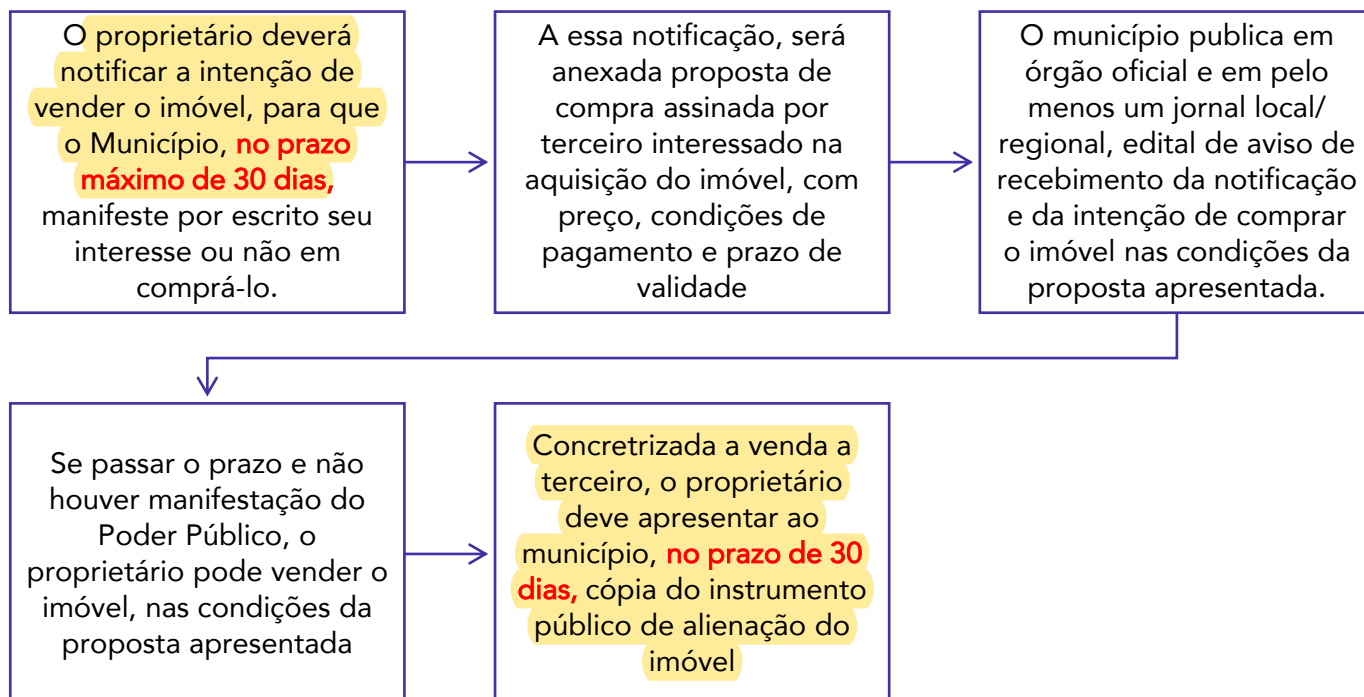 O proprietário deverá
notificar a intenção de
vender o imóvel, para que
o Município, no prazo
máximo de 30 dias,
manifeste por escrito seu
interesse ou não em
comprá-lo.
A essa notificação, será
anexada proposta de
compra assinada por
terceiro interessado na
aquisição do imóvel, com
preço, condições de
pagamento e prazo de
validade
O município publica em
órgão oficial e em pelo
menos um jornal local/
regional, edital de aviso de
recebimento da notificação
e da intenção de comprar
o imóvel nas condições da
proposta apresentada.
Se passar o prazo e não
houver manifestação do
Poder Público, o
proprietário pode vender o
imóvel, nas condições da
proposta apresentada
Concretrizada a venda a
terceiro, o proprietário
deve apresentar ao
município, no prazo de 30
dias, cópia do instrumento
público de alienação do
imóvel